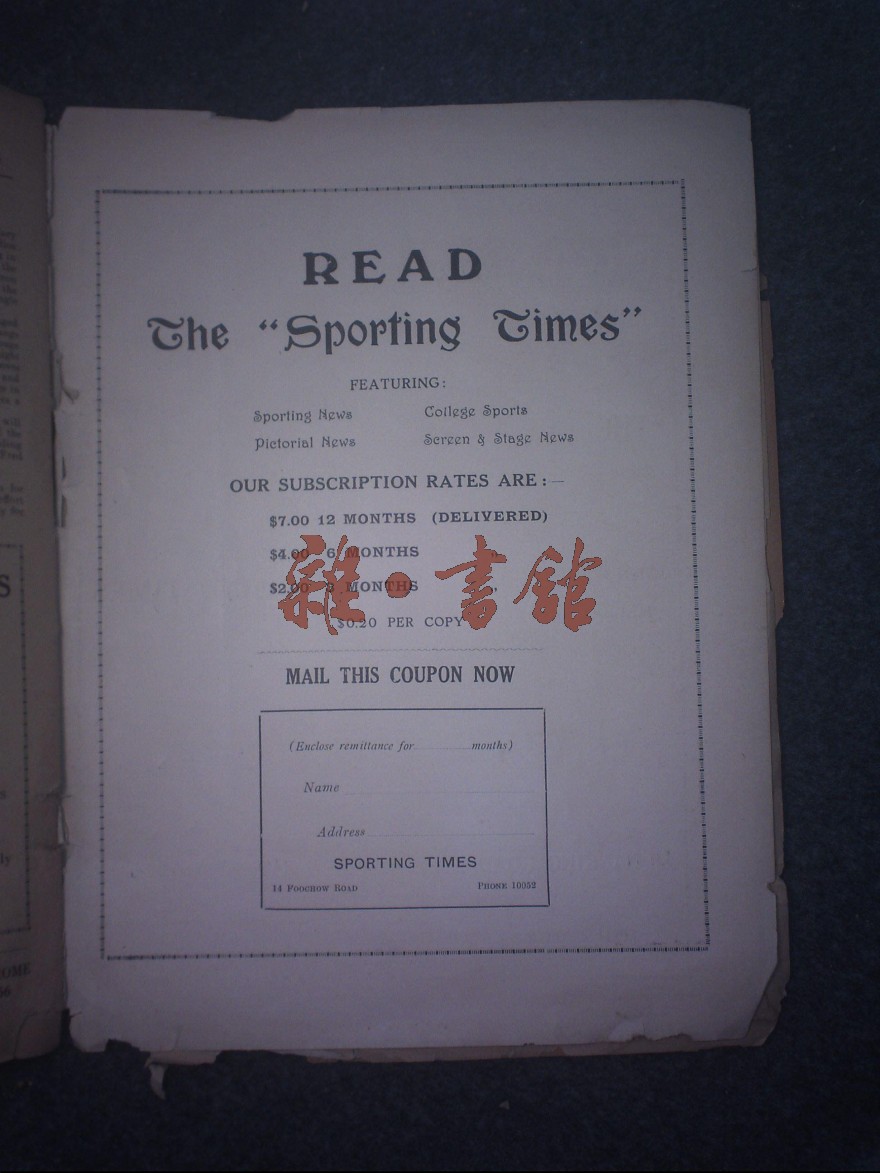 READ
The "Sporting Times"
FEATURING:
Sporting News College Sports
Pictorial News Screen & Stage News
OUR SUBSCRIPTION RATES ARE:—
$7.00 12 MONTHS (DELIVERED)
$4.00 6 MONTHS „
$2.00 3 MONTHS „
$0.20 PER COPY
雜·書館
MAIL THIS COUPON NOW
(Enclose remittance for months)
Name
Address
SPORTING TIMES
14 Foochow Road Phone 10052